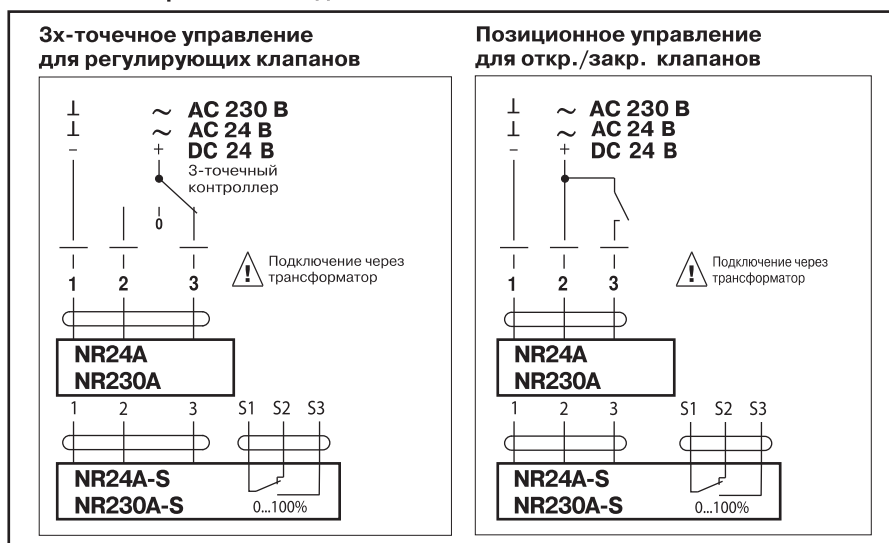 3х-точечное управление
для регулирующих клапанов
⊥ ~ AC 230 В
⊥ ~ AC 24 В
– + DC 24 В
3-точечный
контроллер
0
Подключение через
трансформатор
1 2 3
NR24A
NR230A
1 2 3 S1 S2 S3
NR24A-S
NR230A-S
0...100%
Позиционное управление
для откр./закр. клапанов
⊥ ~ AC 230 В
⊥ ~ AC 24 В
– + DC 24 В
Подключение через
трансформатор
1 2 3
NR24A
NR230A
1 2 3 S1 S2 S3
NR24A-S
NR230A-S
0...100%